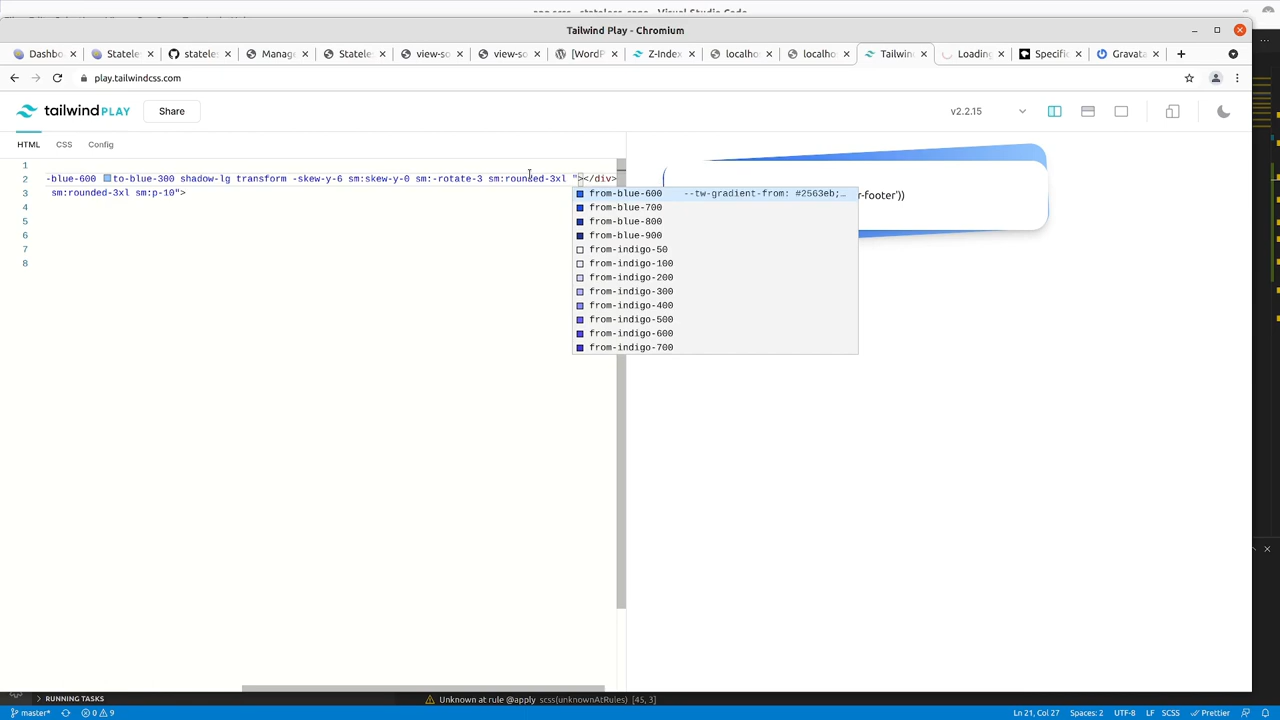 Tailwind Play - Chromium
Dashbo
Statele
stateles
Manage
Stateles
view-so
view-so
[WordP
Z-Index
localho
localho
Tailwin
Loading
Specific
Gravata
play.tailwindcss.com
tailwindPLAY
Share
v2.2.15
HTML
CSS
Config
1
2 -blue-600 to-blue-300 shadow-lg transform -skew-y-6 sm:skew-y-0 sm:-rotate-3 sm:rounded-3xl "></div>
3 sm:rounded-3xl sm:p-10">
4
5
6
7
8
from-blue-600 --tw-gradient-from: #2563eb;…
from-blue-700
from-blue-800
from-blue-900
from-indigo-50
from-indigo-100
from-indigo-200
from-indigo-300
from-indigo-400
from-indigo-500
from-indigo-600
from-indigo-700
r-footer'))
RUNNING TASKS
Unknown at rule @apply scss(unknownAtRules) [45, 3]
master*
0 9
Ln 21, Col 27
Spaces: 2
UTF-8
LF
SCSS
Prettier